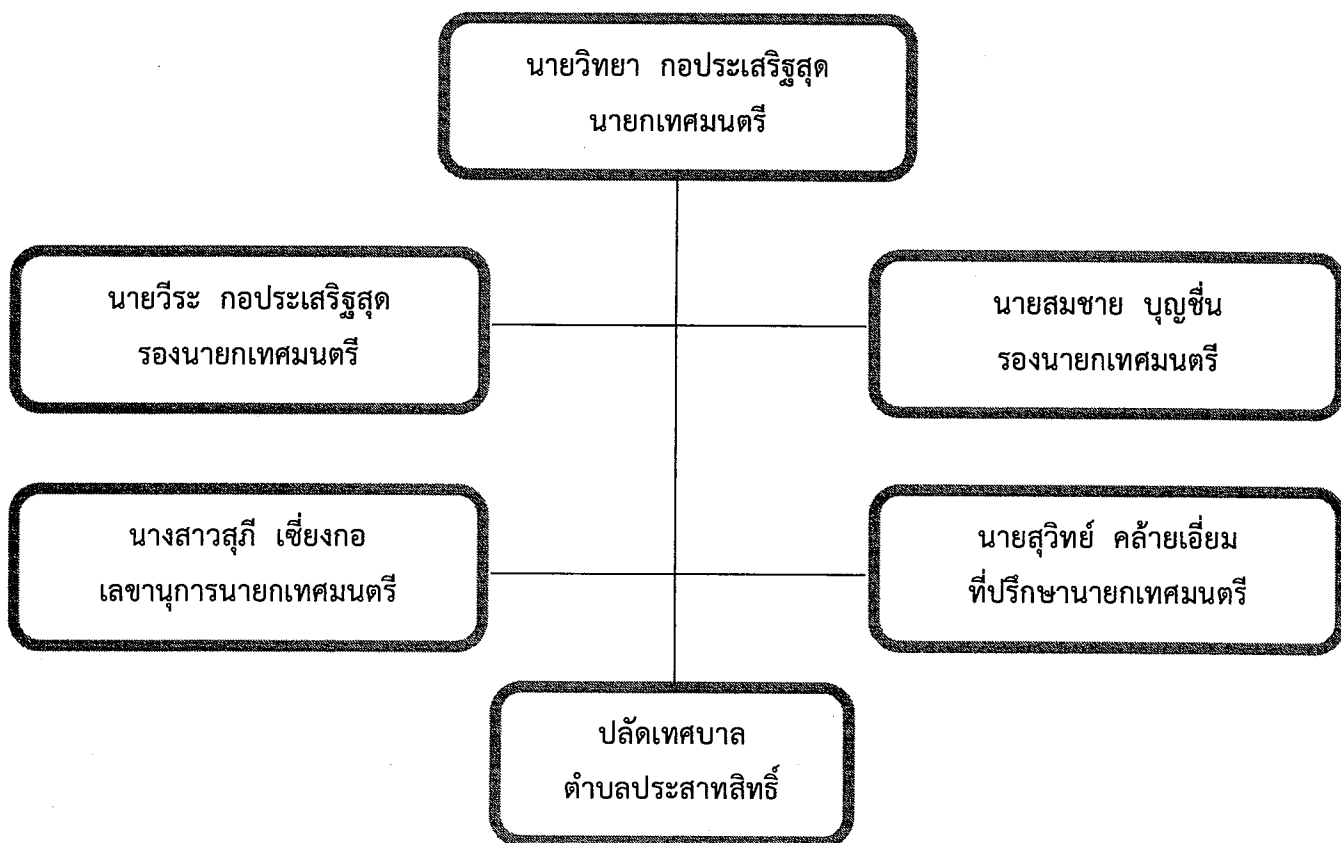 นายวิทยา กอประเสริฐสุด
นายกเทศมนตรี
นายวีระ กอประเสริฐสุด
รองนายกเทศมนตรี
นายสมชาย บุญชื่น
รองนายกเทศมนตรี
นางสาวสุภี เซี่ยงกอ
เลขานุการนายกเทศมนตรี
นายสุวิทย์ คล้ายเอี่ยม
ที่ปรึกษานายกเทศมนตรี
ปลัดเทศบาล
ตำบลประสาทสิทธิ์